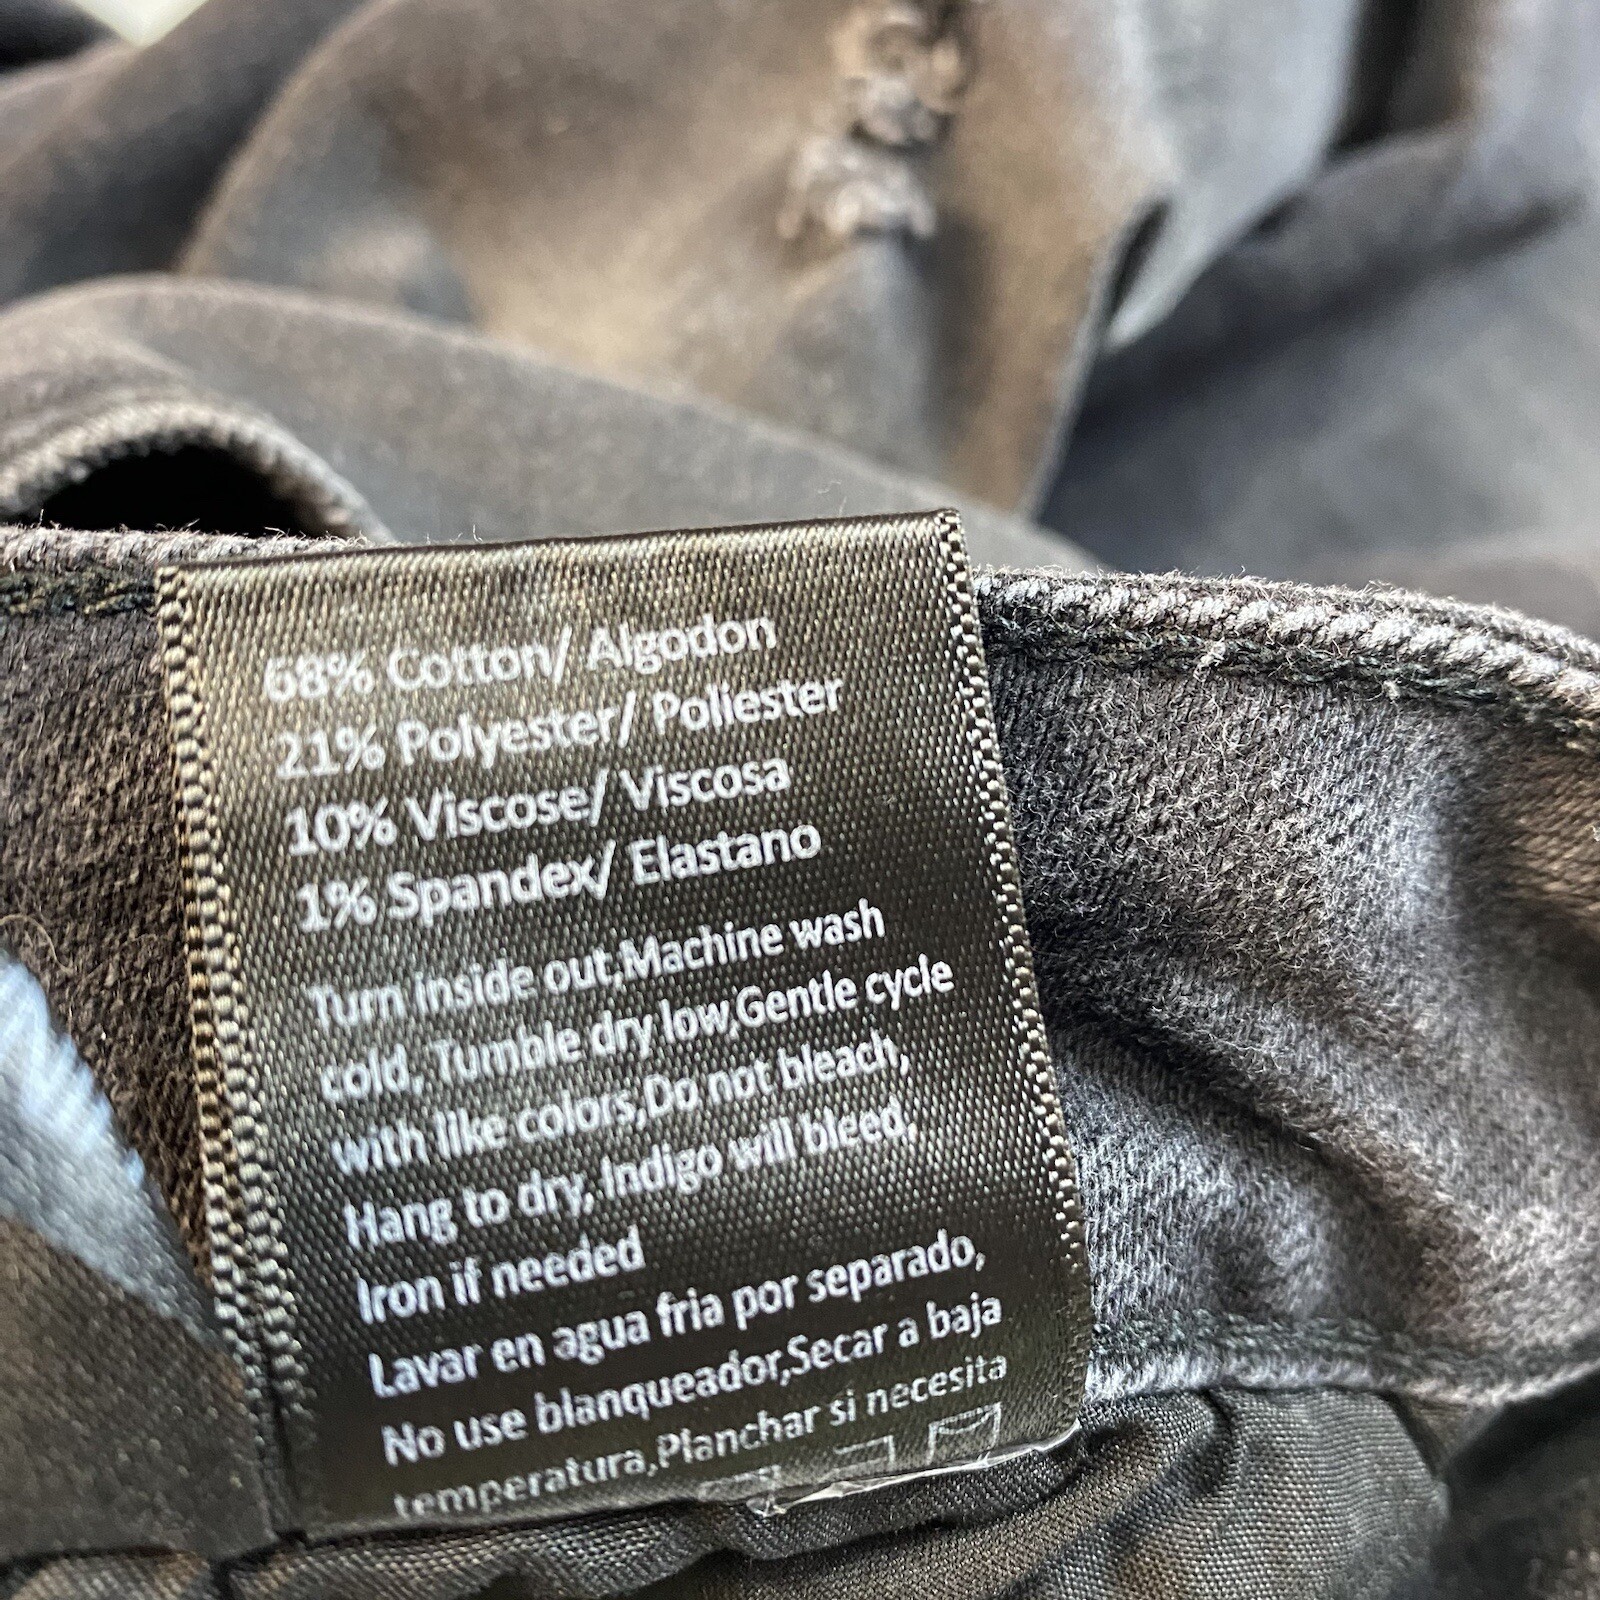 68% Cotton/ Algodon
21% Polyester/ Poliester
10% Viscose/ Viscosa
1% Spandex/ Elastano
Turn inside out,Machine wash
cold, Tumble dry low,Gentle cycle
with like colors,Do not bleach,
Hang to dry, Indigo will bleed,
Iron if needed
Lavar en agua fria por separado,
No use blanqueador,Secar a baja
temperatura,Planchar si necesita